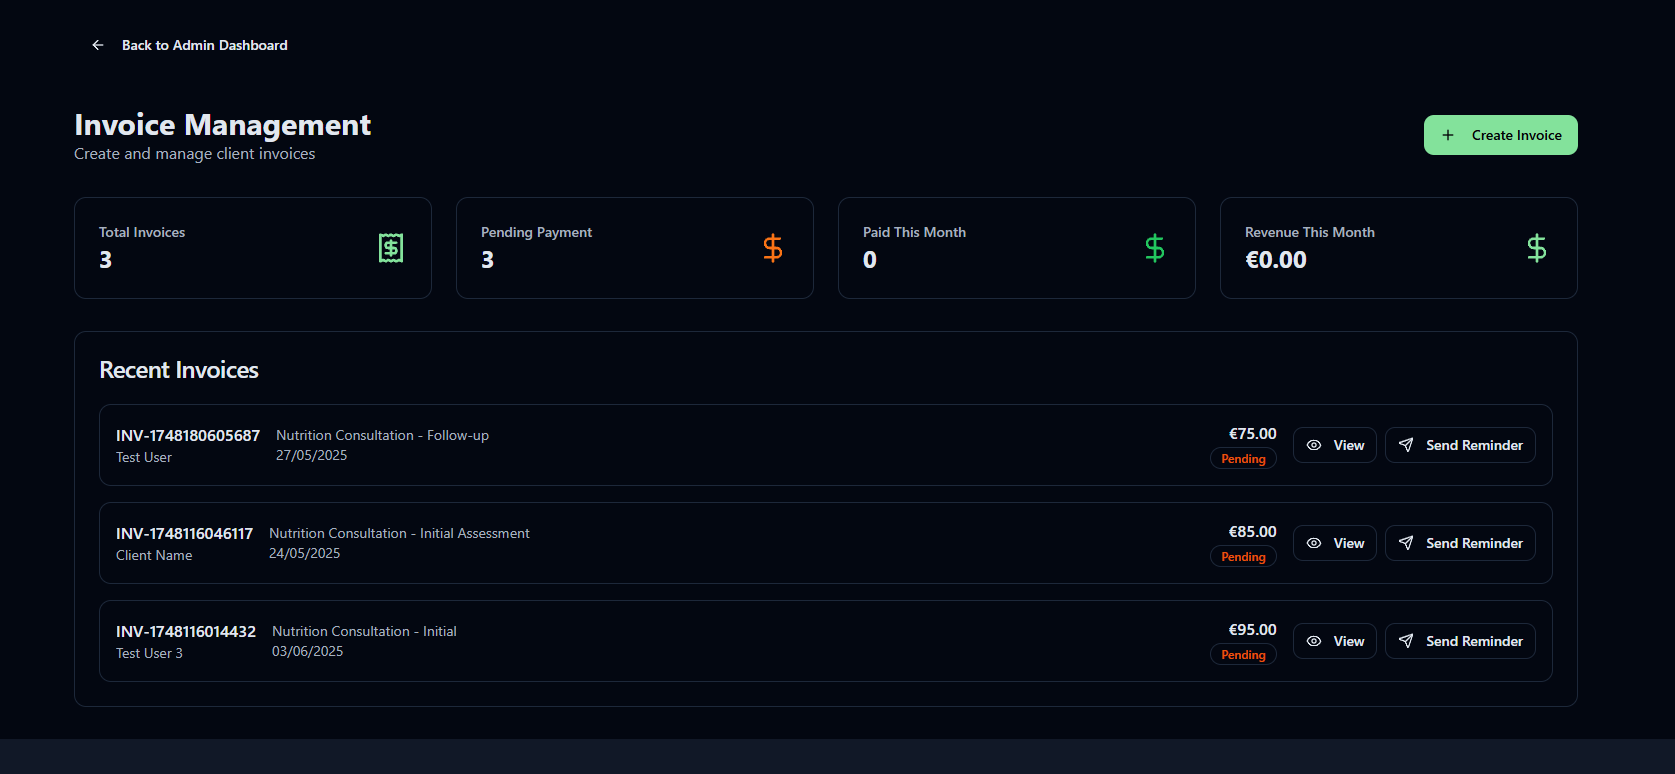 Back to Admin Dashboard
Invoice Management
Create and manage client invoices
+ Create Invoice
Total Invoices
3
Pending Payment
3
Paid This Month
0
Revenue This Month
€0.00
Recent Invoices
INV-1748180605687 Nutrition Consultation - Follow-up
Test User 27/05/2025
€75.00
Pending
View
Send Reminder
INV-1748116046117 Nutrition Consultation - Initial Assessment
Client Name 24/05/2025
€85.00
Pending
View
Send Reminder
INV-1748116014432 Nutrition Consultation - Initial
Test User 3 03/06/2025
€95.00
Pending
View
Send Reminder